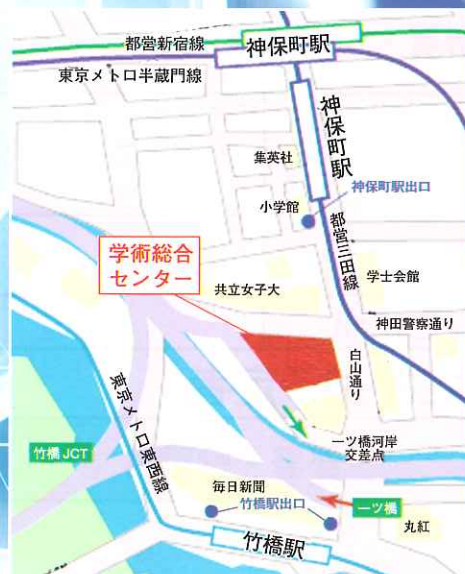 都営新宿線
神保町駅
東京メトロ半蔵門線
神保町駅
集英社
神保町駅出口
小学館
都営三田線
学術総合
センター
共立女子大
学士会館
神田警察通り
白山通り
東京メトロ東西線
一ツ橋河岸
交差点
竹橋 JCT
毎日新聞
竹橋駅出口
一ツ橋
丸紅
竹橋駅